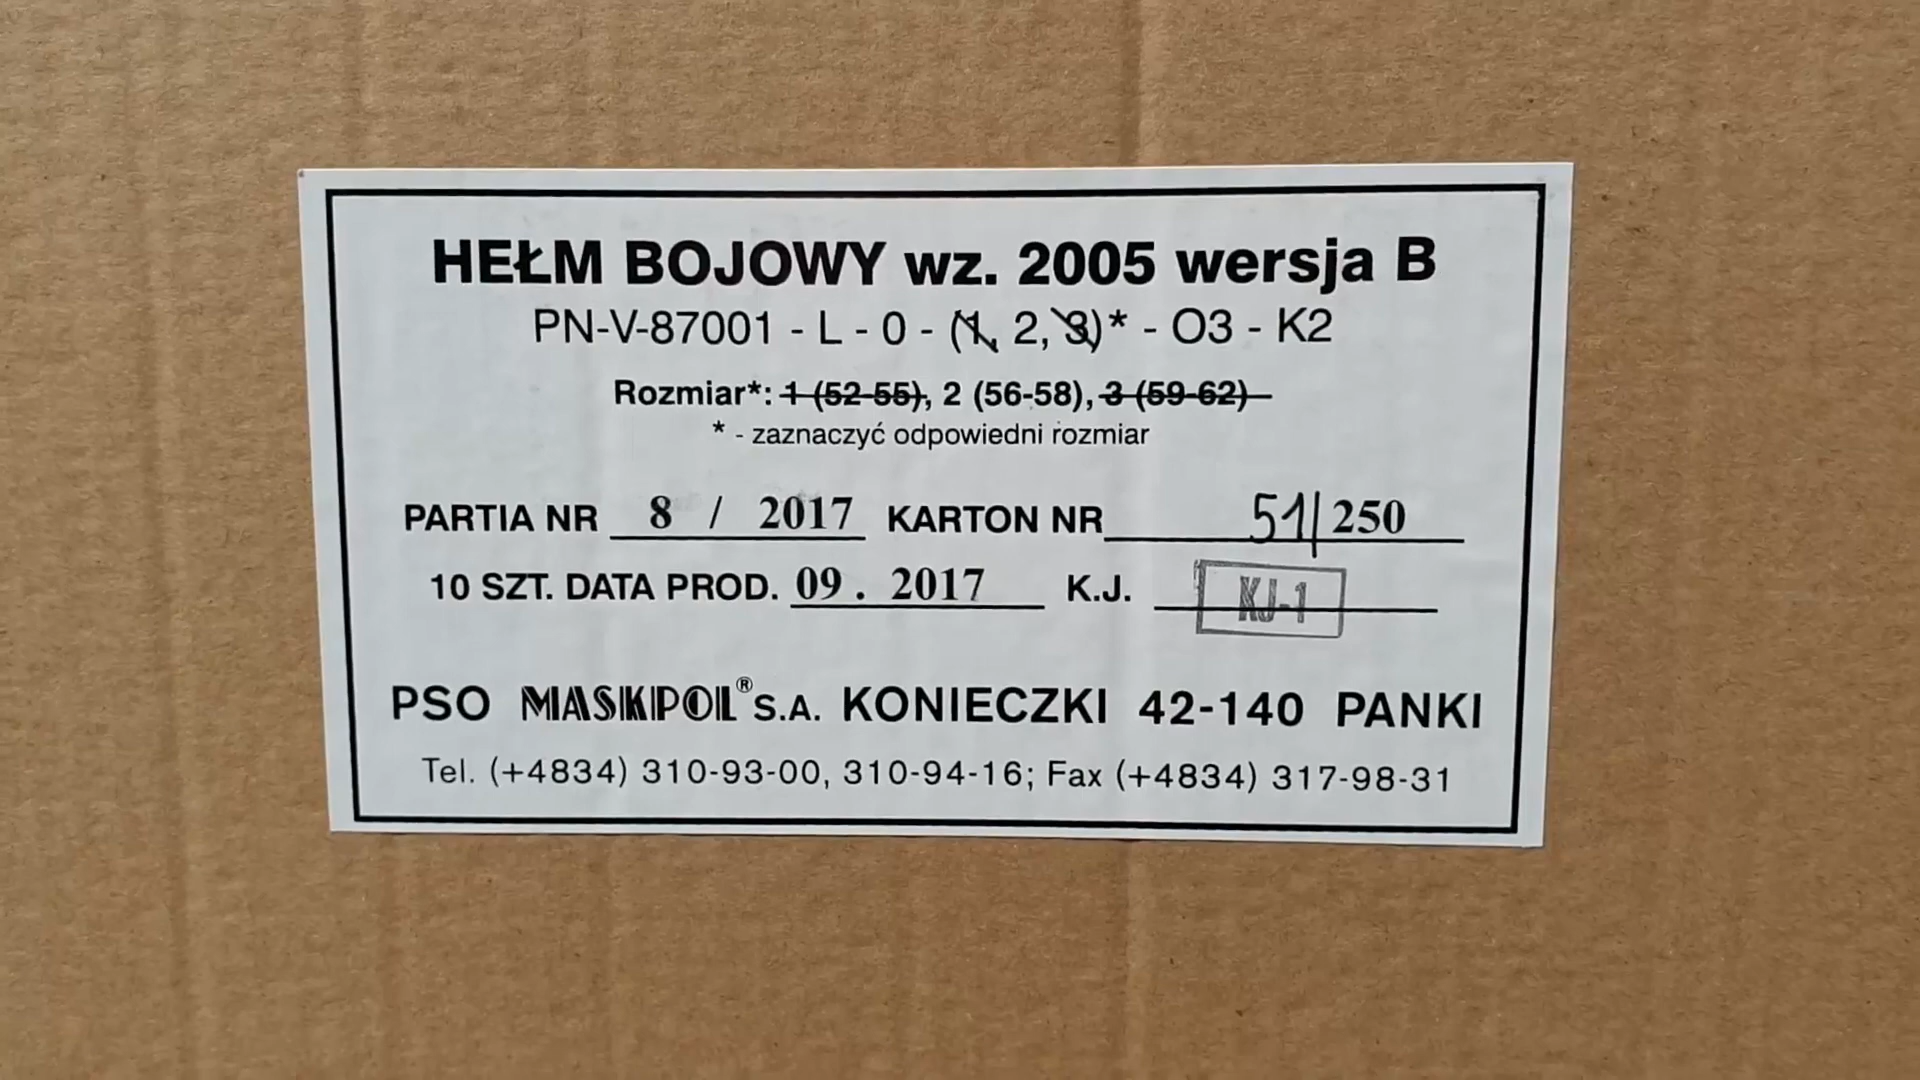 HEŁM BOJOWY wz. 2005 wersja B
PN-V-87001 - L - 0 - (1, 2, 3)* - O3 - K2
Rozmiar*: 1 (52-55), 2 (56-58), 3 (59-62)
* - zaznaczyć odpowiedni rozmiar
PARTIA NR 8 / 2017 KARTON NR 51/250
10 SZT. DATA PROD. 09. 2017 K.J. KJ-1
PSO MASKPOL® S.A. KONIECZKI 42-140 PANKI
Tel. (+4834) 310-93-00, 310-94-16; Fax (+4834) 317-98-31